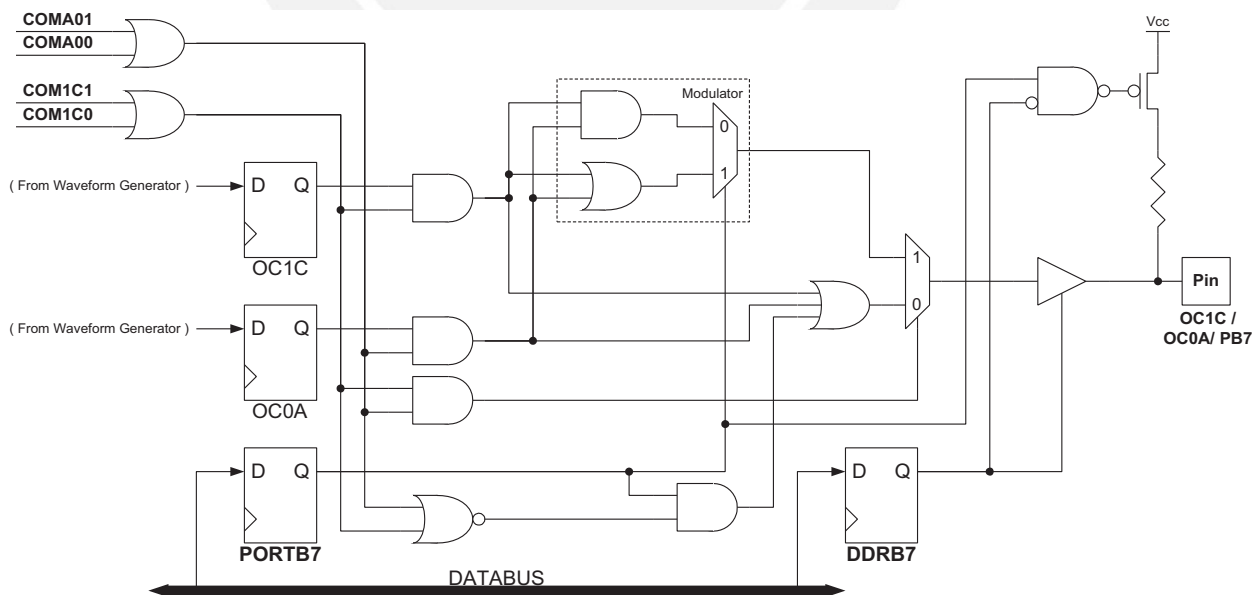 COMA01
COMA00
COM1C1
COM1C0
( From Waveform Generator )
D Q
OC1C
( From Waveform Generator )
D Q
OC0A
D Q
PORTB7
Modulator
0
1
1
0
Vcc
Pin
OC1C /
OC0A/ PB7
D Q
DDRB7
DATABUS